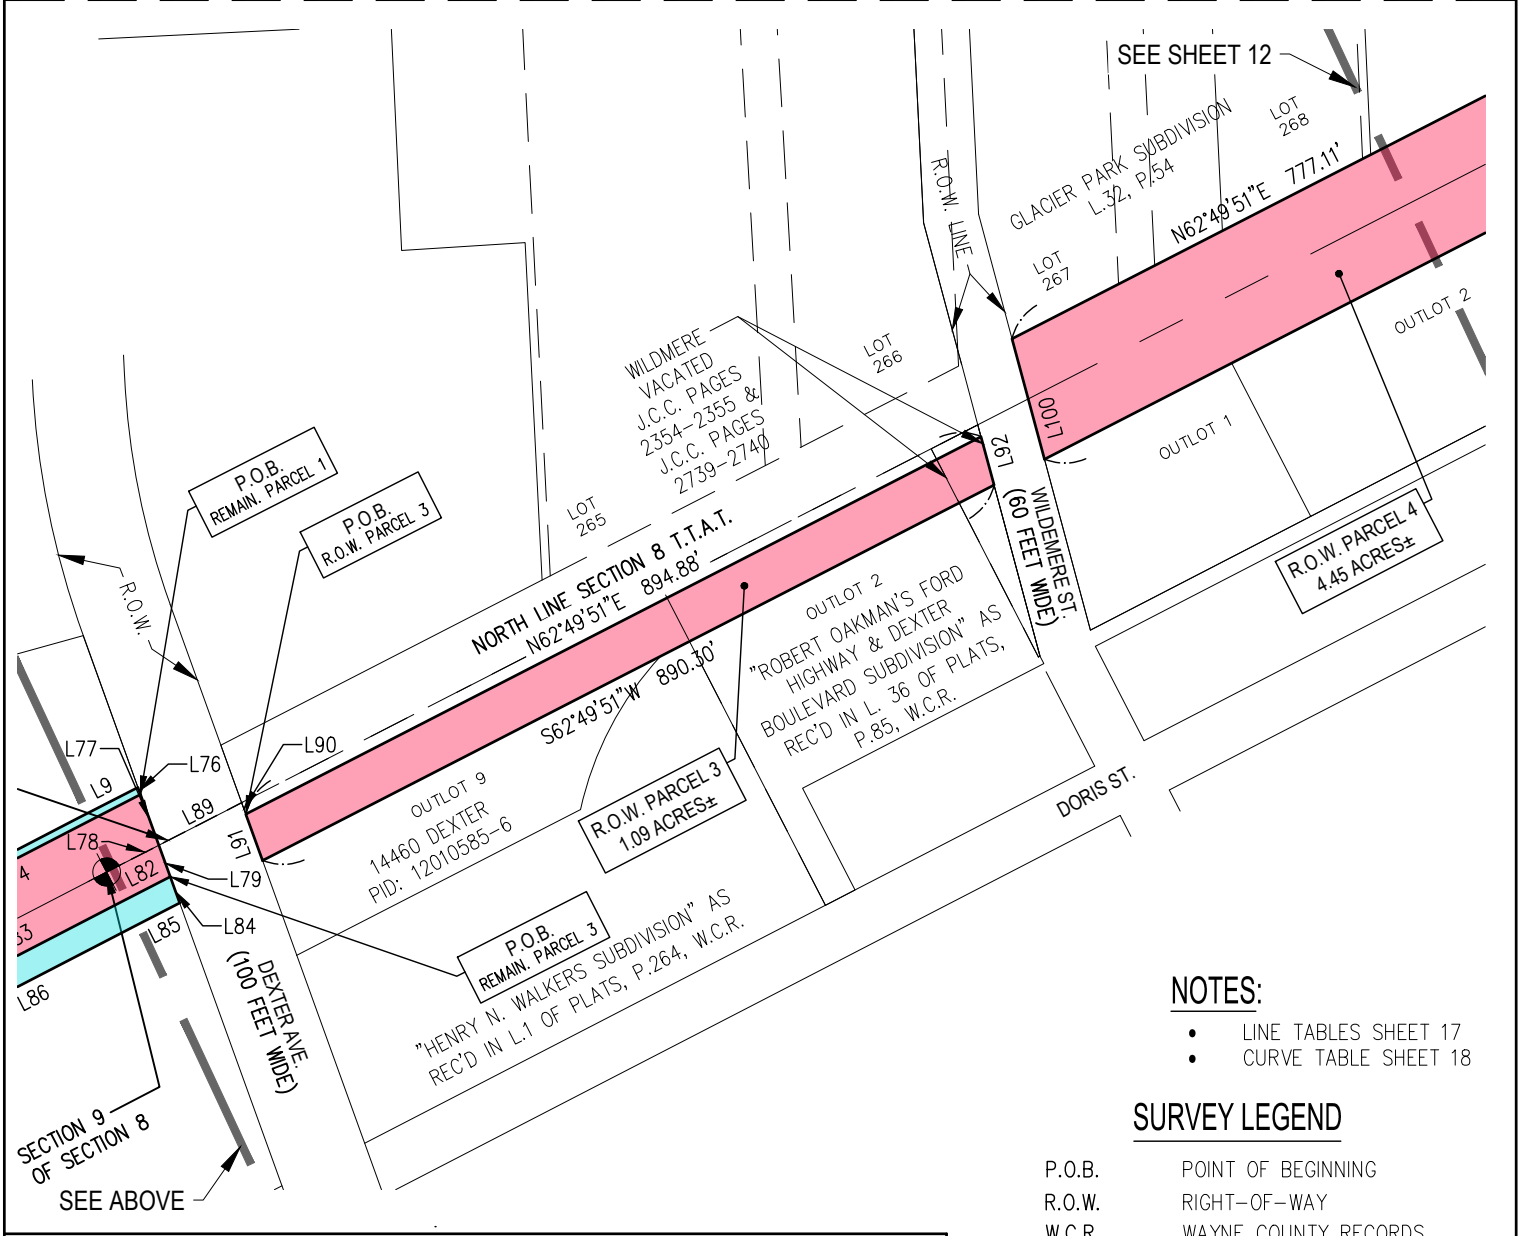 SEE SHEET 12
LOT
268
GLACIER PARK SUBDIVISION
L.32, P.54
N62°49'51"E 777.11'
R.O.W. LINE
LOT
267
OUTLOT 2
LOT
266
WILDMERE
VACATED
J.C.C. PAGES
2354-2355 &
J.C.C. PAGES
2739-2740
L100
OUTLOT 1
L92
P.O.B.
REMAIN. PARCEL 1
P.O.B.
R.O.W. PARCEL 3
LOT
265
WILDEMERE ST.
(60 FEET WIDE)
R.O.W. PARCEL 4
4.45 ACRES±
NORTH LINE SECTION 8 T.T.A.T.
N62°49'51"E 894.88'
R.O.W.
OUTLOT 2
"ROBERT OAKMAN'S FORD
HIGHWAY & DEXTER
BOULEVARD SUBDIVISION" AS
REC'D IN L. 36 OF PLATS,
P.85, W.C.R.
S62°49'51"W 890.30'
L77
L76
L90
L9
L89
L91
L78
L82
L79
4
33
L84
L85
L86
OUTLOT 9
14460 DEXTER
PID: 12010585-6
R.O.W. PARCEL 3
1.09 ACRES±
DORIS ST.
P.O.B.
REMAIN. PARCEL 3
DEXTER AVE.
(100 FEET WIDE)
"HENRY N. WALKERS SUBDIVISION" AS
REC'D IN L.1 OF PLATS, P.264, W.C.R.
SECTION 9
OF SECTION 8
SEE ABOVE
NOTES:
• LINE TABLES SHEET 17
• CURVE TABLE SHEET 18
SURVEY LEGEND
P.O.B. POINT OF BEGINNING
R.O.W. RIGHT-OF-WAY
W.C.R. WAYNE COUNTY RECORDS